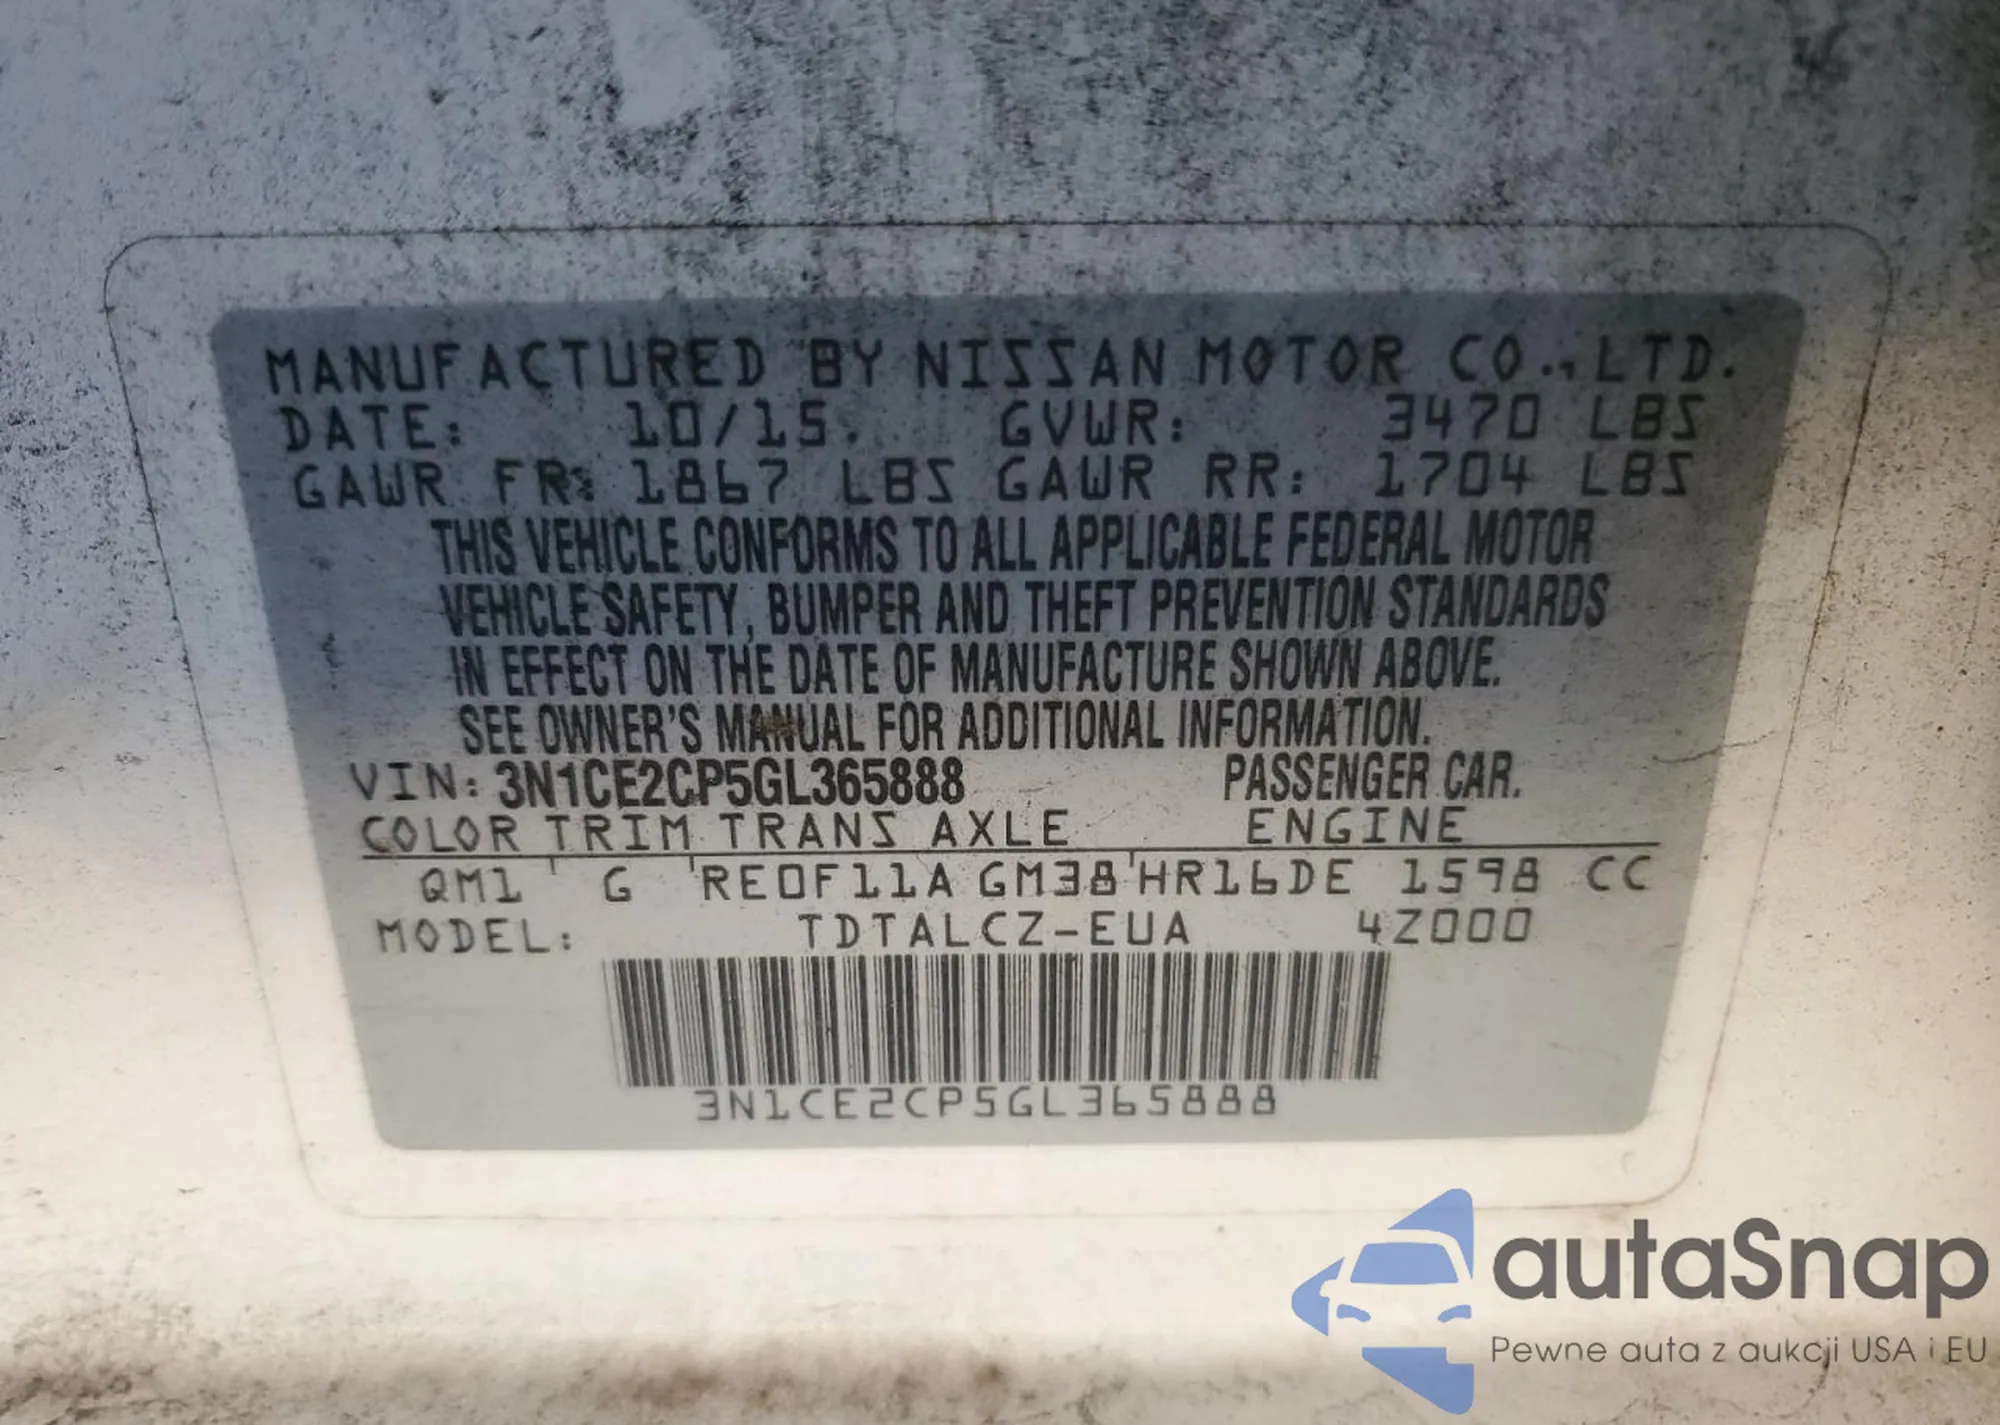 MANUFACTURED BY NISSAN MOTOR CO., LTD.
DATE: 10/15 GVWR: 3470 LBS
GAWR FR: 1867 LBS GAWR RR: 1704 LBS
THIS VEHICLE CONFORMS TO ALL APPLICABLE FEDERAL MOTOR
VEHICLE SAFETY, BUMPER AND THEFT PREVENTION STANDARDS
IN EFFECT ON THE DATE OF MANUFACTURE SHOWN ABOVE.
SEE OWNER'S MANUAL FOR ADDITIONAL INFORMATION.
VIN: 3N1CE2CP5GL365888 PASSENGER CAR.
COLOR TRIM TRANS AXLE ENGINE
QM1 ' G 'RE0F11A GM38'HR16DE 1598 CC
MODEL: TDTALCZ-EUA 4Z000
3N1CE2CP5GL365888
autaSnap
Pewne auta z aukcji USA i EU